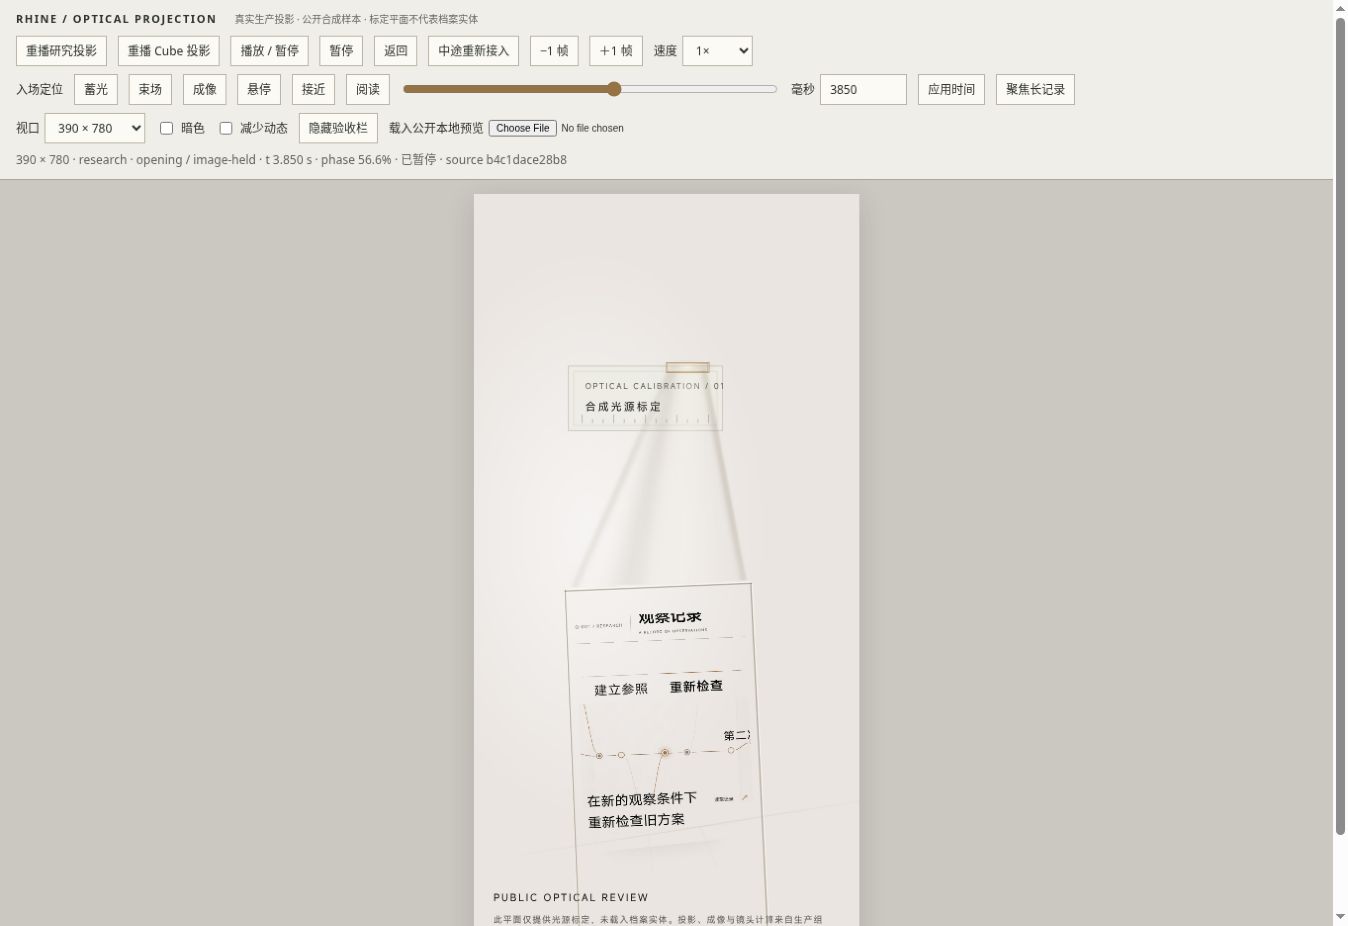 RHINE / OPTICAL PROJECTION 真实生产投影 · 公开合成样本 · 标定平面不代表档案实体
重播研究投影 重播 Cube 投影 播放 / 暂停 暂停 返回 中途重新接入 −1 帧 ＋1 帧 速度 1×
入场定位 蓄光 束场 成像 悬停 接近 阅读 毫秒 3850 应用时间 聚焦长记录
视口 390 × 780 暗色 减少动态 隐藏验收栏 载入公开本地预览 Choose File No file chosen
390 × 780 · research · opening / image-held · t 3.850 s · phase 56.6% · 已暂停 · source b4c1dace28b8
OPTICAL CALIBRATION / 01
合成光源标定
观察记录
建立参照 重新检查
第二
在新的观察条件下
重新检查旧方案
PUBLIC OPTICAL REVIEW
此平面仅提供光源标定，未载入档案实体。投影、成像与镜头计算来自生产组